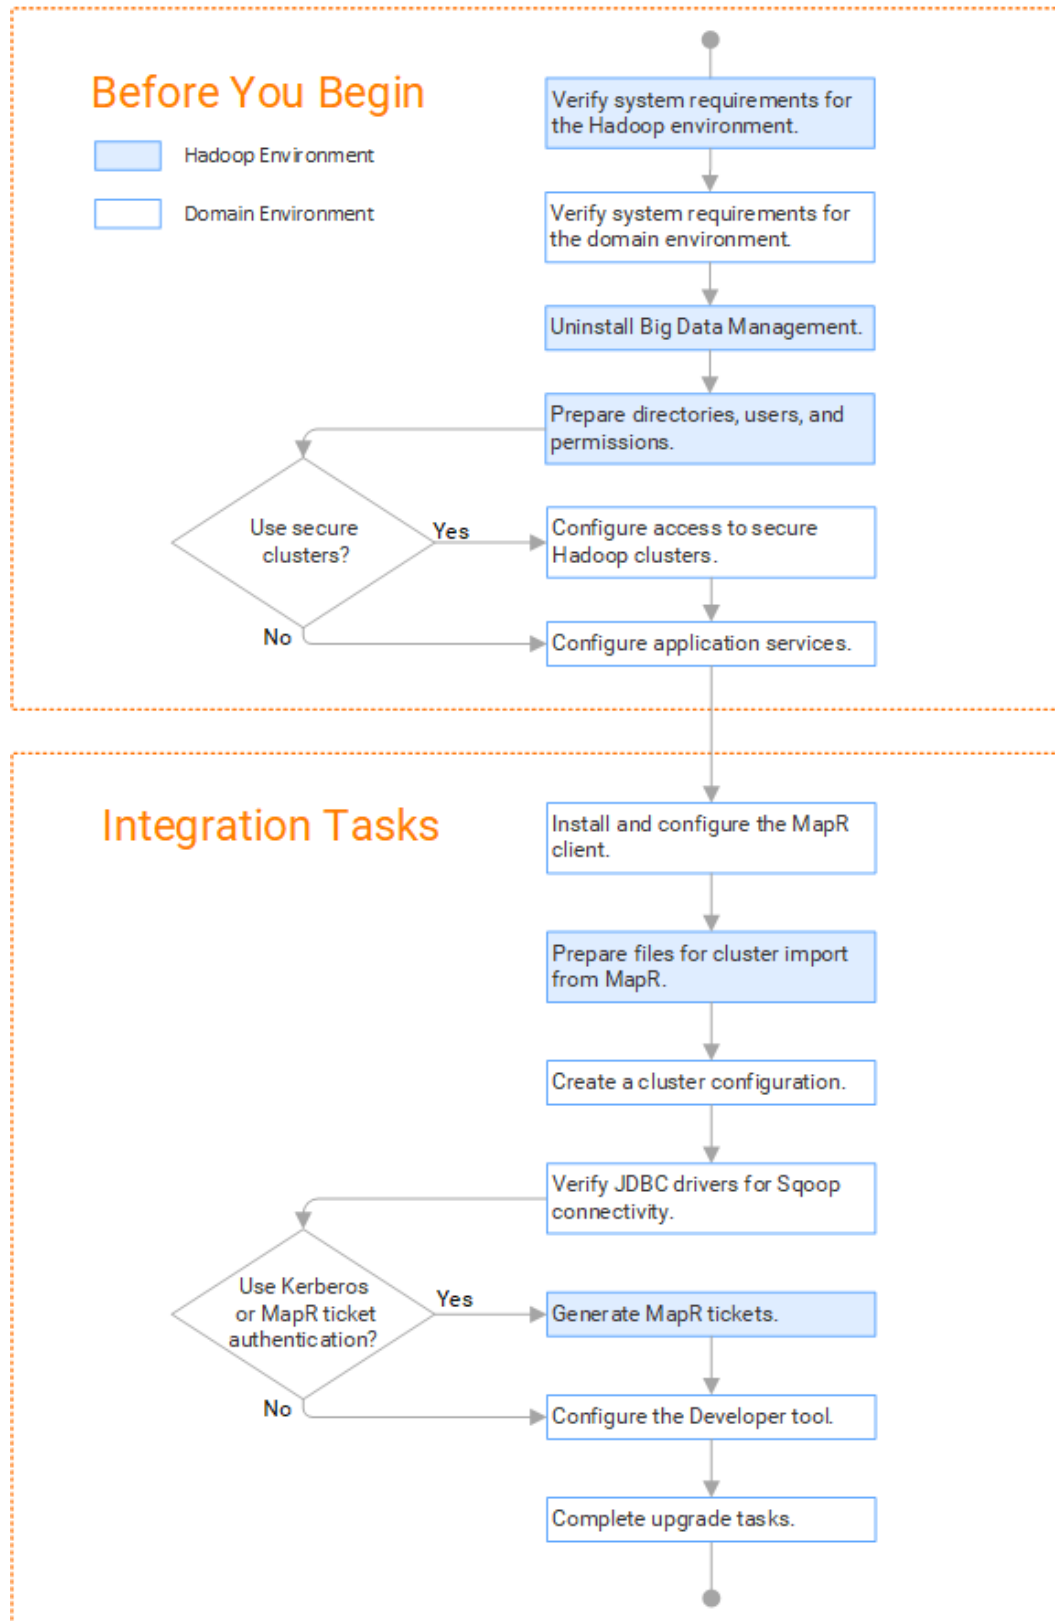 Before You Begin
Hadoop Environment
Domain Environment
Verify system requirements for
the Hadoop environment.
Verify system requirements for
the domain environment.
Uninstall Big Data Management.
Prepare directories, users, and
permissions.
Use secure
clusters?
Yes
Configure access to secure
Hadoop clusters.
No
Configure application services.
Integration Tasks
Install and configure the MapR
client.
Prepare files for cluster import
from MapR.
Create a cluster configuration.
Verify JDBC drivers for Sqoop
connectivity.
Use Kerberos
or MapR ticket
authentication?
Yes
Generate MapR tickets.
No
Configure the Developer tool.
Complete upgrade tasks.